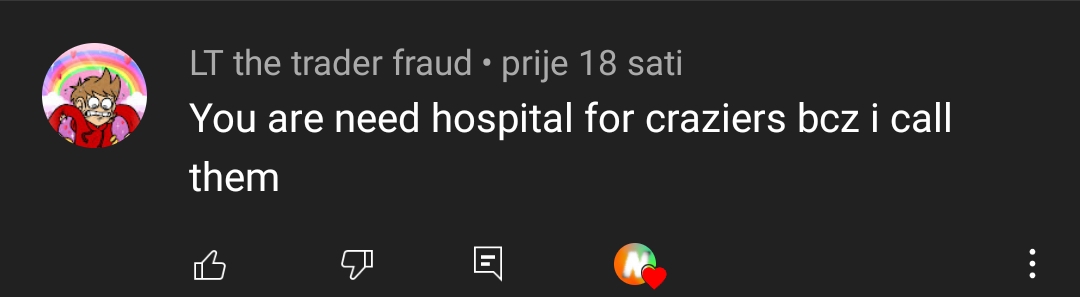 LT the trader fraud • prije 18 sati
You are need hospital for craziers bcz i call
them
N